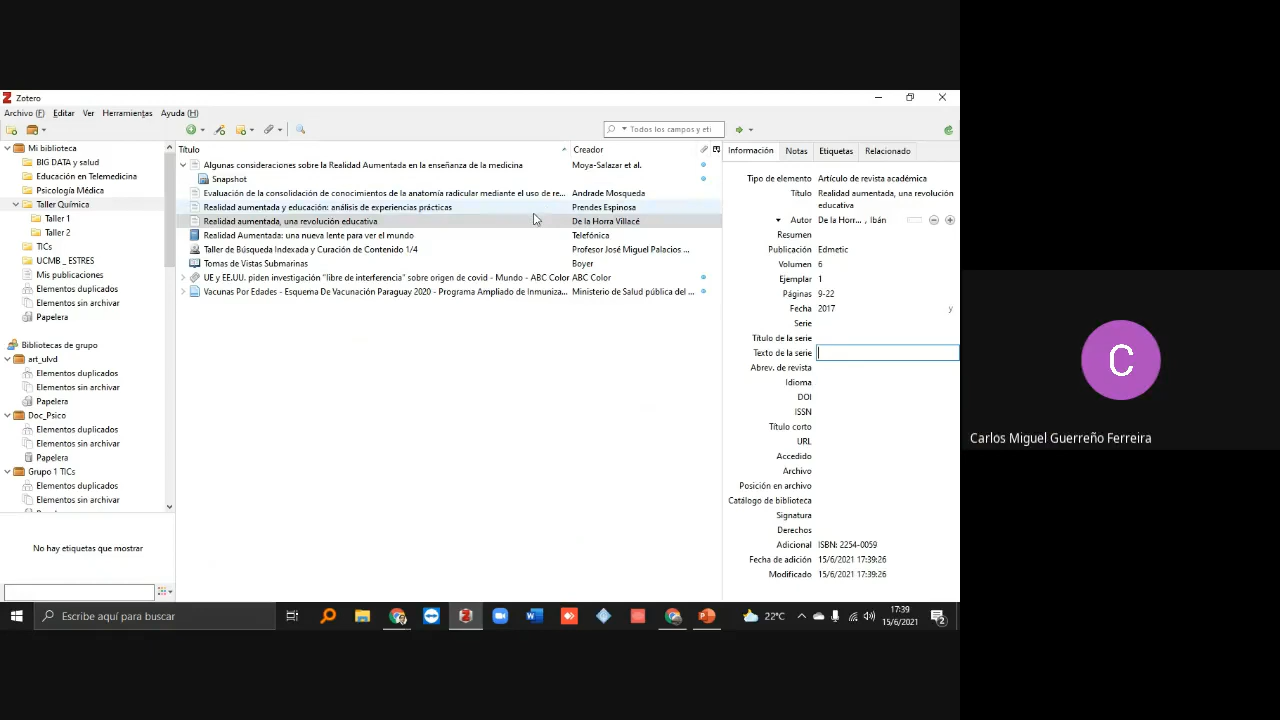 Zotero
Archivo (F) Editar Ver Herramientas Ayuda (H)
Todos los campos y eti
Mi biblioteca
BIG DATA y salud
Educación en Telemedicina
Psicología Médica
Taller Química
Taller 1
Taller 2
TICs
UCMB _ ESTRES
Mis publicaciones
Elementos duplicados
Elementos sin archivar
Papelera
Bibliotecas de grupo
art_ulvd
Elementos duplicados
Elementos sin archivar
Papelera
Doc_Psico
Elementos duplicados
Elementos sin archivar
Papelera
Grupo 1 TICs
Elementos duplicados
Elementos sin archivar
No hay etiquetas que mostrar
Título Creador
Algunas consideraciones sobre la Realidad Aumentada en la enseñanza de la medicina Moya-Salazar et al.
Snapshot
Evaluación de la consolidación de conocimientos de la anatomía radicular mediante el uso de re... Andrade Mosqueda
Realidad aumentada y educación: análisis de experiencias prácticas Prendes Espinosa
Realidad aumentada, una revolución educativa De la Horra Villacé
Realidad Aumentada: una nueva lente para ver el mundo Telefónica
Taller de Búsqueda Indexada y Curación de Contenido 1/4 Profesor José Miguel Palacios ...
Tomas de Vistas Submarinas Boyer
UE y EE.UU. piden investigación "libre de interferencia" sobre origen de covid - Mundo - ABC Color ABC Color
Vacunas Por Edades - Esquema De Vacunación Paraguay 2020 - Programa Ampliado de Inmuniza... Ministerio de Salud pública del ...
Información Notas Etiquetas Relacionado
Tipo de elemento Artículo de revista académica
Título Realidad aumentada, una revolución
educativa
Autor De la Horr... , Ibán
Resumen
Publicación Edmetic
Volumen 6
Ejemplar 1
Páginas 9-22
Fecha 2017 y
Serie
Título de la serie
Texto de la serie
Abrev. de revista
Idioma
DOI
ISSN
Título corto
URL
Accedido
Archivo
Posición en archivo
Catálogo de biblioteca
Signatura
Derechos
Adicional ISBN: 2254-0059
Fecha de adición 15/6/2021 17:39:26
Modificado 15/6/2021 17:39:26
C
Carlos Miguel Guerreño Ferreira
Escribe aquí para buscar
22°C
17:39
15/6/2021
2